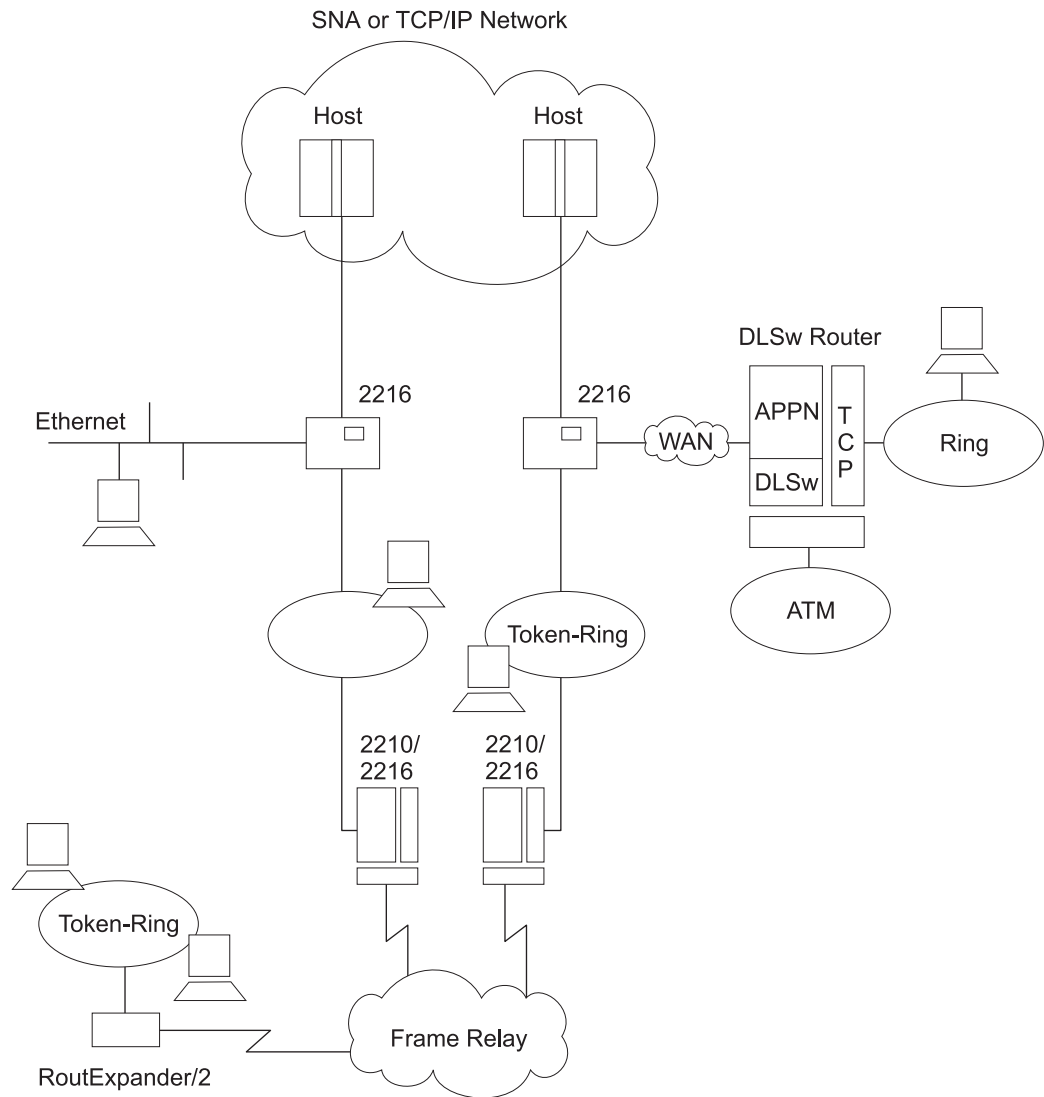 SNA or TCP/IP Network
Host
Host
DLSw Router
2216
2216
Ethernet
APPN
T
C
P
WAN
Ring
DLSw
ATM
Token-Ring
2210/
2216
2210/
2216
Token-Ring
Frame Relay
RoutExpander/2